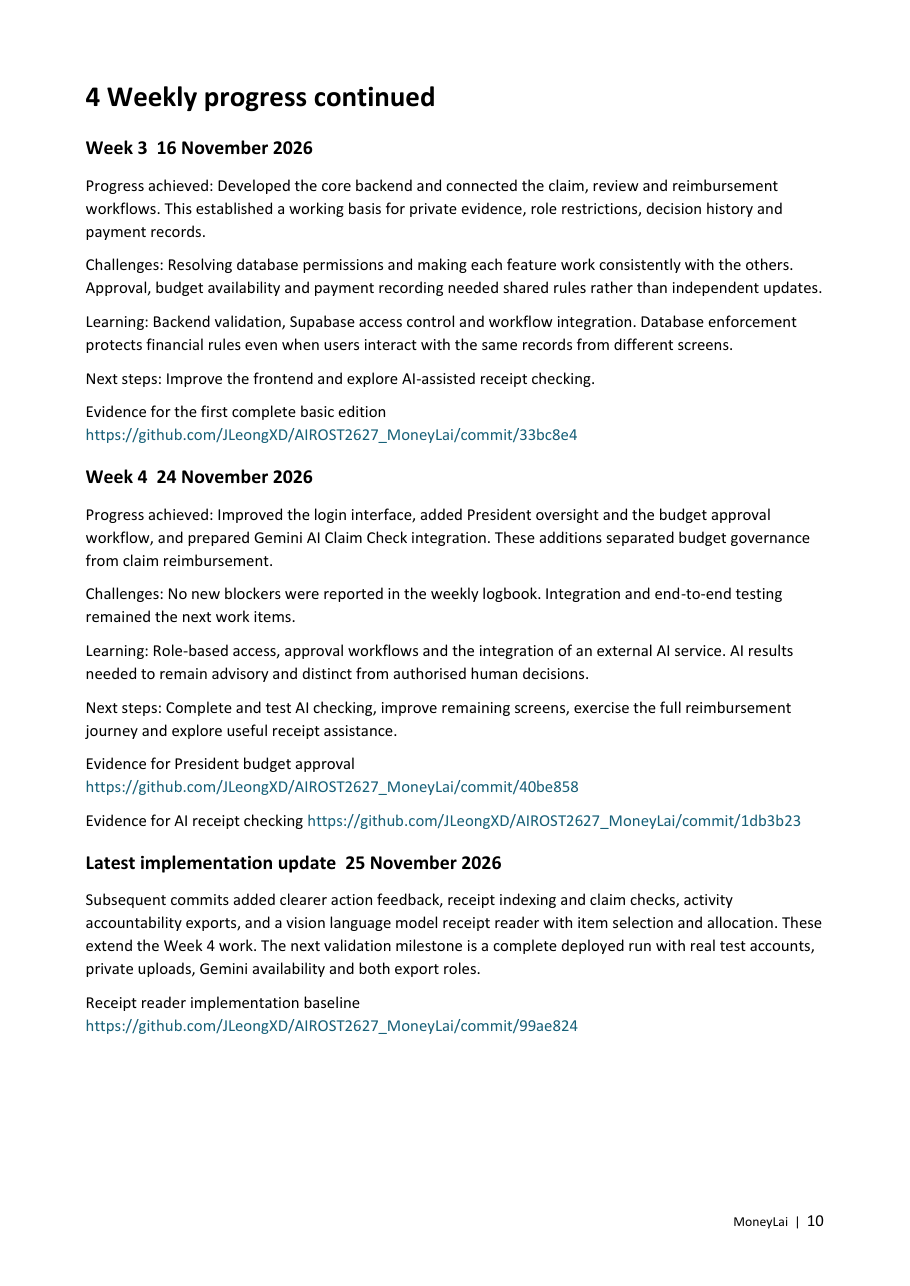 4 Weekly progress continued
Week 3  16 November 2026
Progress achieved: Developed the core backend and connected the claim, review and reimbursement
workflows. This established a working basis for private evidence, role restrictions, decision history and
payment records.
Challenges: Resolving database permissions and making each feature work consistently with the others.
Approval, budget availability and payment recording needed shared rules rather than independent updates.
Learning: Backend validation, Supabase access control and workflow integration. Database enforcement
protects financial rules even when users interact with the same records from different screens.
Next steps: Improve the frontend and explore AI-assisted receipt checking.
Evidence for the first complete basic edition
https://github.com/JLeongXD/AIROST2627_MoneyLai/commit/33bc8e4
Week 4  24 November 2026
Progress achieved: Improved the login interface, added President oversight and the budget approval
workflow, and prepared Gemini AI Claim Check integration. These additions separated budget governance
from claim reimbursement.
Challenges: No new blockers were reported in the weekly logbook. Integration and end-to-end testing
remained the next work items.
Learning: Role-based access, approval workflows and the integration of an external AI service. AI results
needed to remain advisory and distinct from authorised human decisions.
Next steps: Complete and test AI checking, improve remaining screens, exercise the full reimbursement
journey and explore useful receipt assistance.
Evidence for President budget approval
https://github.com/JLeongXD/AIROST2627_MoneyLai/commit/40be858
Evidence for AI receipt checking https://github.com/JLeongXD/AIROST2627_MoneyLai/commit/1db3b23
Latest implementation update  25 November 2026
Subsequent commits added clearer action feedback, receipt indexing and claim checks, activity
accountability exports, and a vision language model receipt reader with item selection and allocation. These
extend the Week 4 work. The next validation milestone is a complete deployed run with real test accounts,
private uploads, Gemini availability and both export roles.
Receipt reader implementation baseline
https://github.com/JLeongXD/AIROST2627_MoneyLai/commit/99ae824
MoneyLai | 10